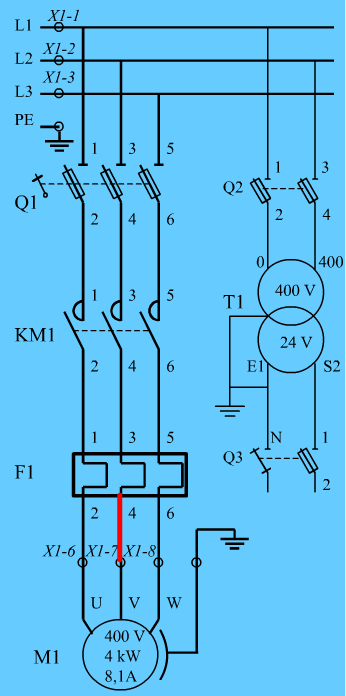 L1 X1-1
L2 X1-2
L3 X1-3
PE
1 3 5 1 3
Q1 Q2
2 4 6 2 4
0 400
1 3 5 T1 400 V
KM1 24 V
2 4 6 E1 S2
1 3 5 N 1
F1 Q3
2 4 6 2
X1-6 X1-7 X1-8
U V W
400 V
M1 4 kW
8,1A